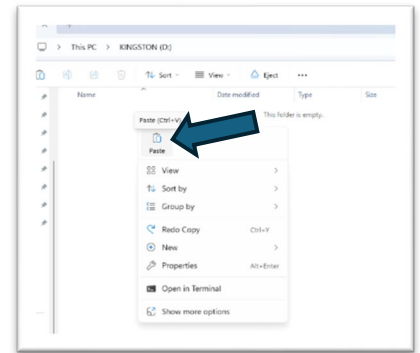 This PC > KINGSTON (D:)
Sort View Eject ...
Name Date modified Type Size
Paste (Ctrl+V)
This folder is empty.
Paste
View
Sort by
Group by
Redo Copy Ctrl+Y
New
Properties Alt+Enter
Open in Terminal
Show more options